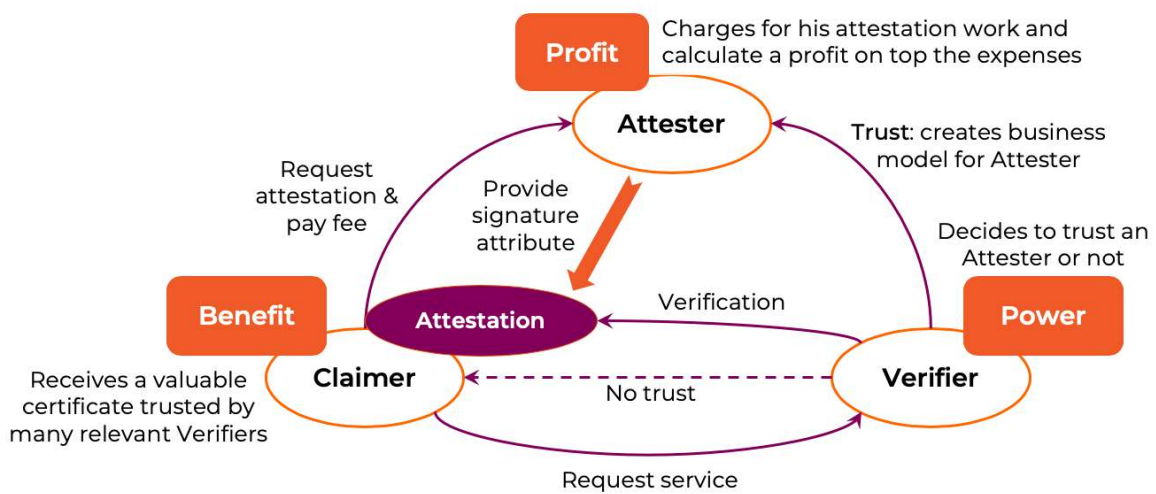 Profit
Charges for his attestation work and
calculate a profit on top the expenses
Attester
Trust: creates business
model for Attester
Request
attestation &
pay fee
Provide
signature
attribute
Decides to trust an
Attester or not
Benefit
Attestation
Verification
Power
Claimer
Verifier
No trust
Receives a valuable
certificate trusted by
many relevant Verifiers
Request service